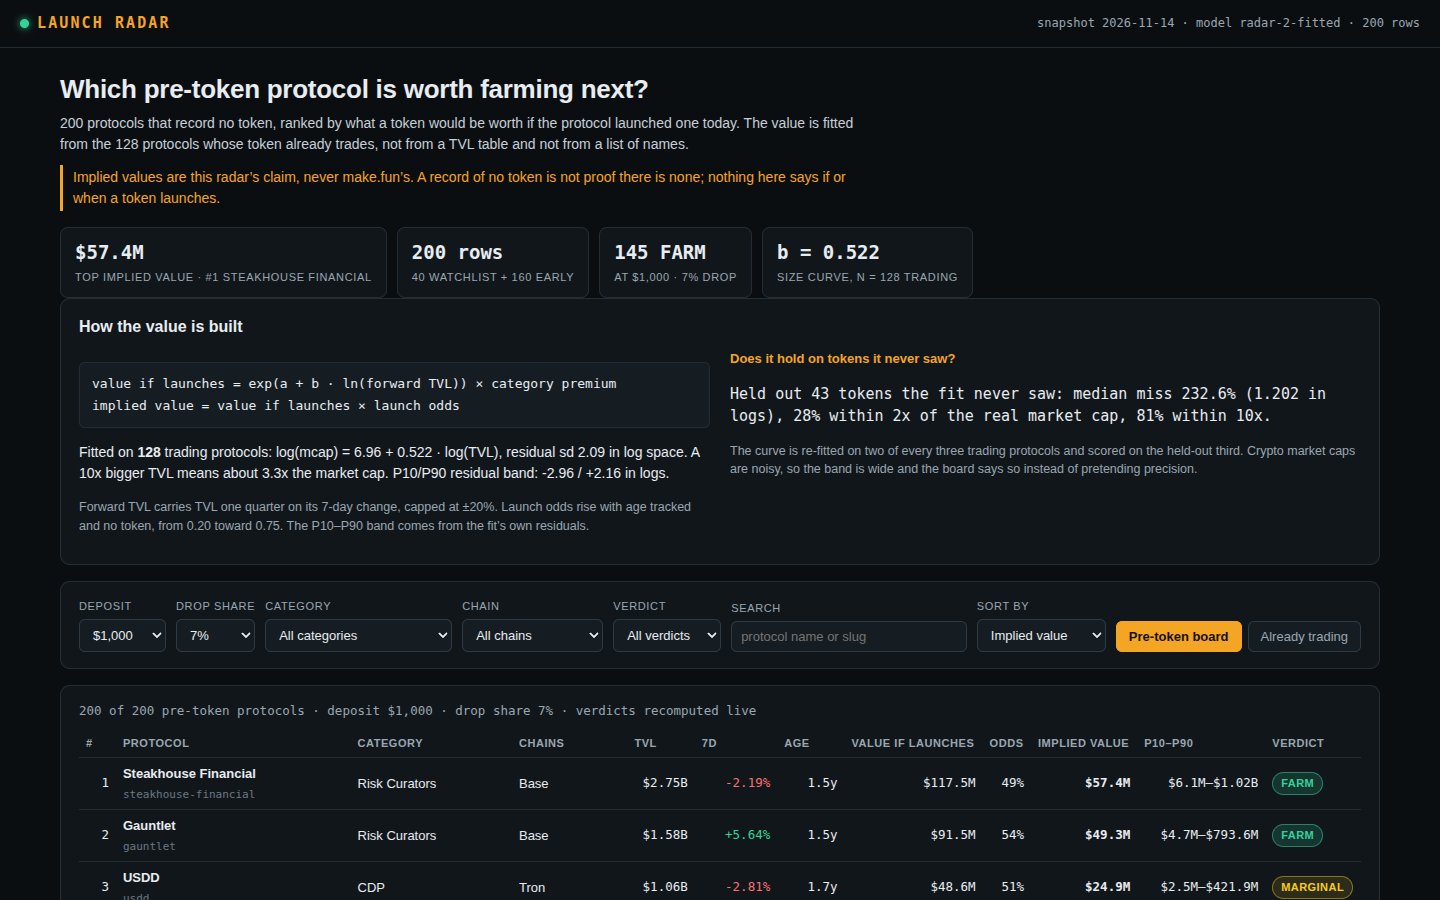 LAUNCH RADAR
snapshot 2026-11-14 · model radar-2-fitted · 200 rows
Which pre-token protocol is worth farming next?
200 protocols that record no token, ranked by what a token would be worth if the protocol launched one today. The value is fitted
from the 128 protocols whose token already trades, not from a TVL table and not from a list of names.
Implied values are this radar’s claim, never make.fun’s. A record of no token is not proof there is none; nothing here says if or
when a token launches.
$57.4M
TOP IMPLIED VALUE · #1 STEAKHOUSE FINANCIAL
200 rows
40 WATCHLIST + 160 EARLY
145 FARM
AT $1,000 · 7% DROP
b = 0.522
SIZE CURVE, N = 128 TRADING
How the value is built
value if launches = exp(a + b · ln(forward TVL)) × category premium
implied value = value if launches × launch odds
Fitted on 128 trading protocols: log(mcap) = 6.96 + 0.522 · log(TVL), residual sd 2.09 in log space. A
10x bigger TVL means about 3.3x the market cap. P10/P90 residual band: -2.96 / +2.16 in logs.
Forward TVL carries TVL one quarter on its 7-day change, capped at ±20%. Launch odds rise with age tracked
and no token, from 0.20 toward 0.75. The P10–P90 band comes from the fit’s own residuals.
Does it hold on tokens it never saw?
Held out 43 tokens the fit never saw: median miss 232.6% (1.202 in
logs), 28% within 2x of the real market cap, 81% within 10x.
The curve is re-fitted on two of every three trading protocols and scored on the held-out third. Crypto market caps
are noisy, so the band is wide and the board says so instead of pretending precision.
DEPOSIT DROP SHARE CATEGORY CHAIN VERDICT SEARCH SORT BY
$1,000 7% All categories All chains All verdicts protocol name or slug Implied value Pre-token board Already trading
200 of 200 pre-token protocols · deposit $1,000 · drop share 7% · verdicts recomputed live
# PROTOCOL CATEGORY CHAINS TVL 7D AGE VALUE IF LAUNCHES ODDS IMPLIED VALUE P10–P90 VERDICT
1 Steakhouse Financial Risk Curators Base $2.75B -2.19% 1.5y $117.5M 49% $57.4M $6.1M–$1.02B FARM
steakhouse-financial
2 Gauntlet Risk Curators Base $1.58B +5.64% 1.5y $91.5M 54% $49.3M $4.7M–$793.6M FARM
gauntlet
3 USDD CDP Tron $1.06B -2.81% 1.7y $48.6M 51% $24.9M $2.5M–$421.9M MARGINAL
usdd